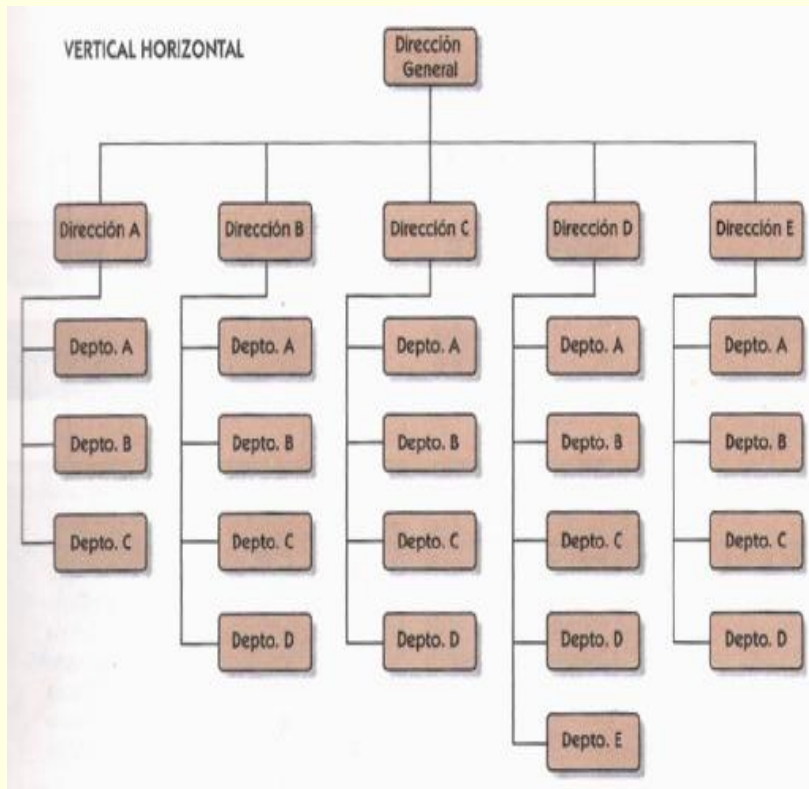 VERTICAL HORIZONTAL
Dirección
General
Dirección A
Dirección B
Dirección C
Dirección D
Dirección E
Depto. A
Depto. A
Depto. A
Depto. A
Depto. A
Depto. B
Depto. B
Depto. B
Depto. B
Depto. B
Depto. C
Depto. C
Depto. C
Depto. C
Depto. C
Depto. D
Depto. D
Depto. D
Depto. D
Depto. E